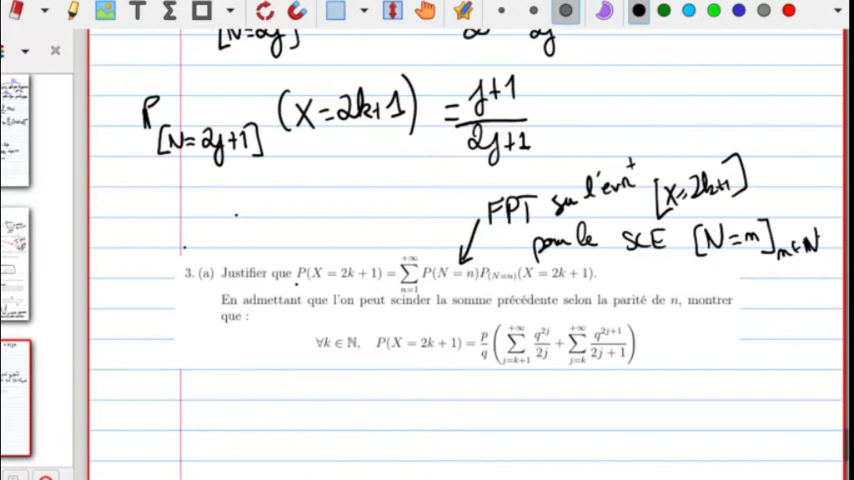 [N=2j]
P[N=2j+1] (X=2k+1) = j+1 / 2j+1
FPT sur l'évnt [X=2k+1]
pour le SCE [N=n]n∈ℕ*
3. (a) Justifier que P(X = 2k + 1) = ∑_{n=1}^{+∞} P(N = n)P_{(N=n)}(X = 2k + 1).
En admettant que l'on peut scinder la somme précédente selon la parité de n, montrer
que :
∀k ∈ ℕ, P(X = 2k + 1) = p/q ( ∑_{j=k+1}^{+∞} q^{2j}/2j + ∑_{j=k}^{+∞} q^{2j+1}/2j + 1 )